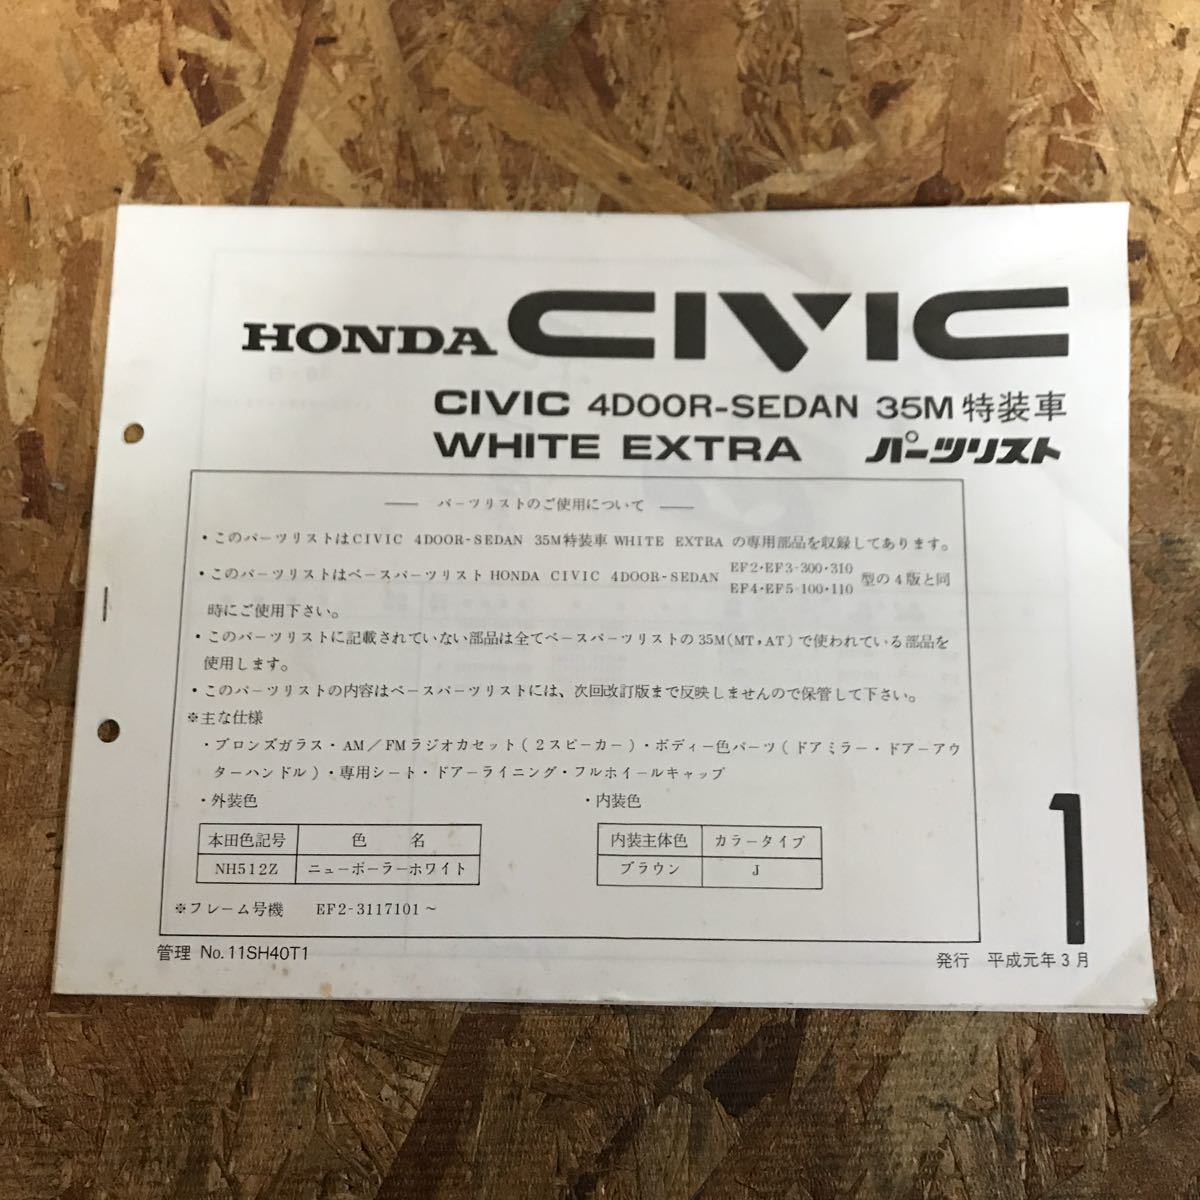 HONDA CIVIC
CIVIC 4DOOR-SEDAN 35M 特装車
WHITE EXTRA パーツリスト
パーツリストのご使用について
・このパーツリストはCIVIC 4DOOR-SEDAN 35M特装車 WHITE EXTRA の専用部品を収録してあります。
・このパーツリストはベースパーツリスト HONDA CIVIC 4DOOR-SEDAN EF2・EF3-300・310 EF4・EF5-100・110 型の4版と同
時にご使用下さい。
・このパーツリストに記載されていない部品は全てベースパーツリストの35M(MT,AT)で使われている部品を
使用します。
・このパーツリストの内容はベースパーツリストには、次回改訂版まで反映しませんので保管して下さい。
※主な仕様
・ブロンズガラス・AM/FMラジオカセット(2スピーカー)・ボディー色パーツ(ドアミラー・ドアーアウ
ターハンドル)・専用シート・ドアーライニング・フルホイールキャップ
・外装色 ・内装色
本田色記号 色 名 内装主体色 カラータイプ
NH512Z ニューポーラーホワイト ブラウン J
※フレーム号機 EF2-3117101~
1
管理 No. 11SH40T1 発行 平成元年3月